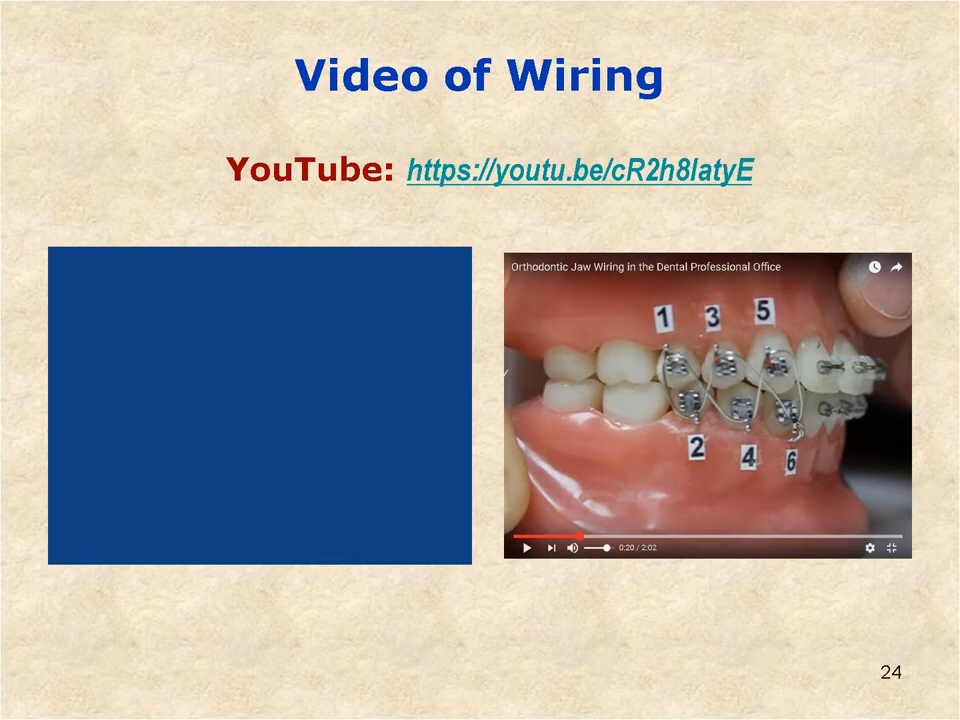 Video of Wiring
YouTube: https://youtu.be/cR2h8latyE
Orthodontic Jaw Wiring in the Dental Professional Office
1 3 5
2 4 6
0:20 / 2:02
24